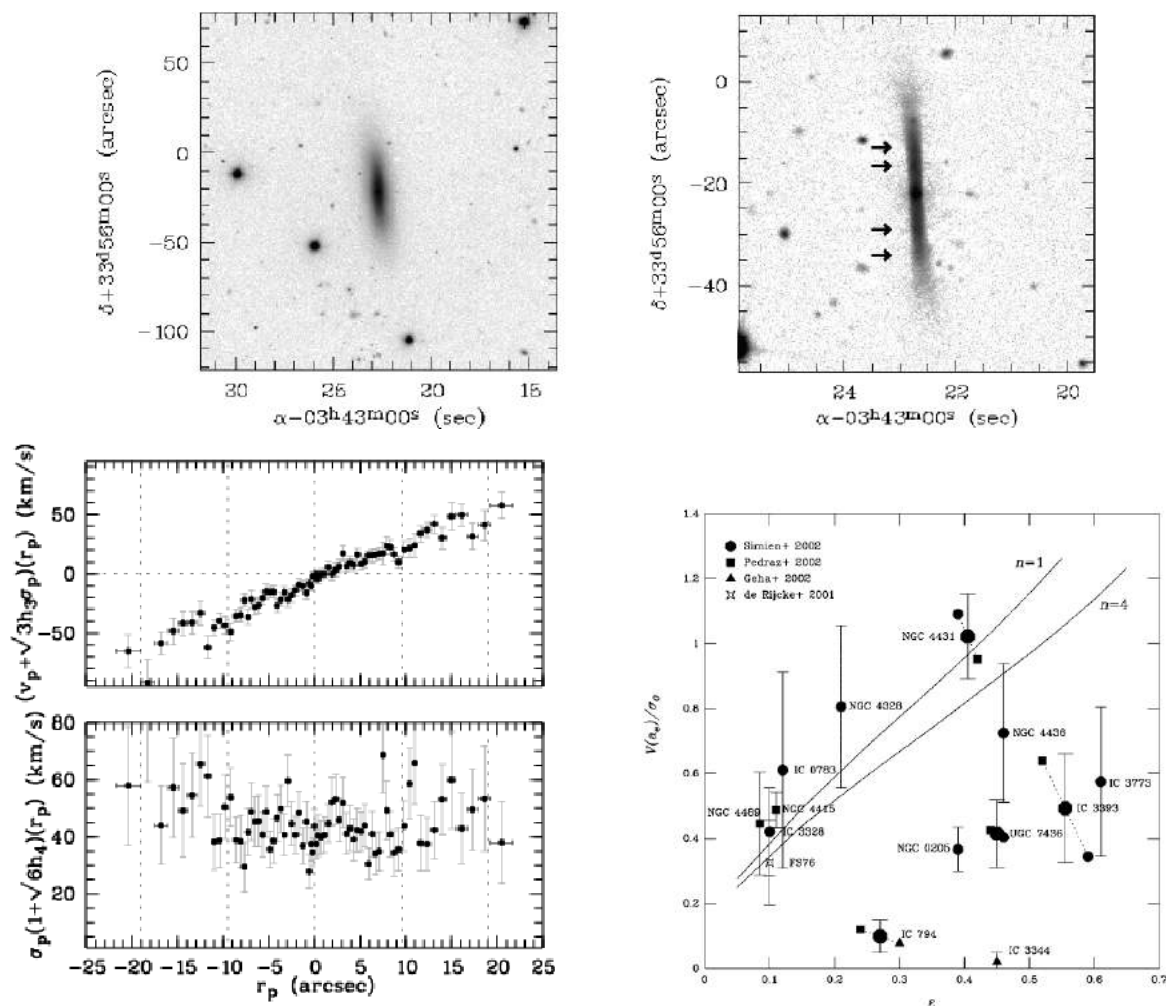 50
0
−50
−100
δ+33ᵈ56ᵐ00ˢ (arcsec)
30
25
20
15
α−03ʰ43ᵐ00ˢ (sec)
0
−20
−40
δ+33ᵈ56ᵐ00ˢ (arcsec)
24
22
20
α−03ʰ43ᵐ00ˢ (sec)
50
0
−50
(vₚ+√3h₃σₚ)(rₚ) (km/s)
80
60
40
20
σₚ(1+√6h₄)(rₚ) (km/s)
−25 −20 −15 −10 −5 0 5 10 15 20 25
rₚ (arcsec)
1.4
1.2
1
0.8
0.6
0.4
0.2
0
V(aₑ)/σ₀
Simien+ 2002
Pedraz+ 2002
Geha+ 2002
de Rijcke+ 2001
n=1
n=4
NGC 4431
NGC 4328
NGC 4436
IC 0783
IC 3773
NGC 4489
NGC 4415
IC 3393
IC 3328
UGC 7436
NGC 0205
FS76
IC 794
IC 3344
0 0.1 0.2 0.3 0.4 0.5 0.6 0.7
ε